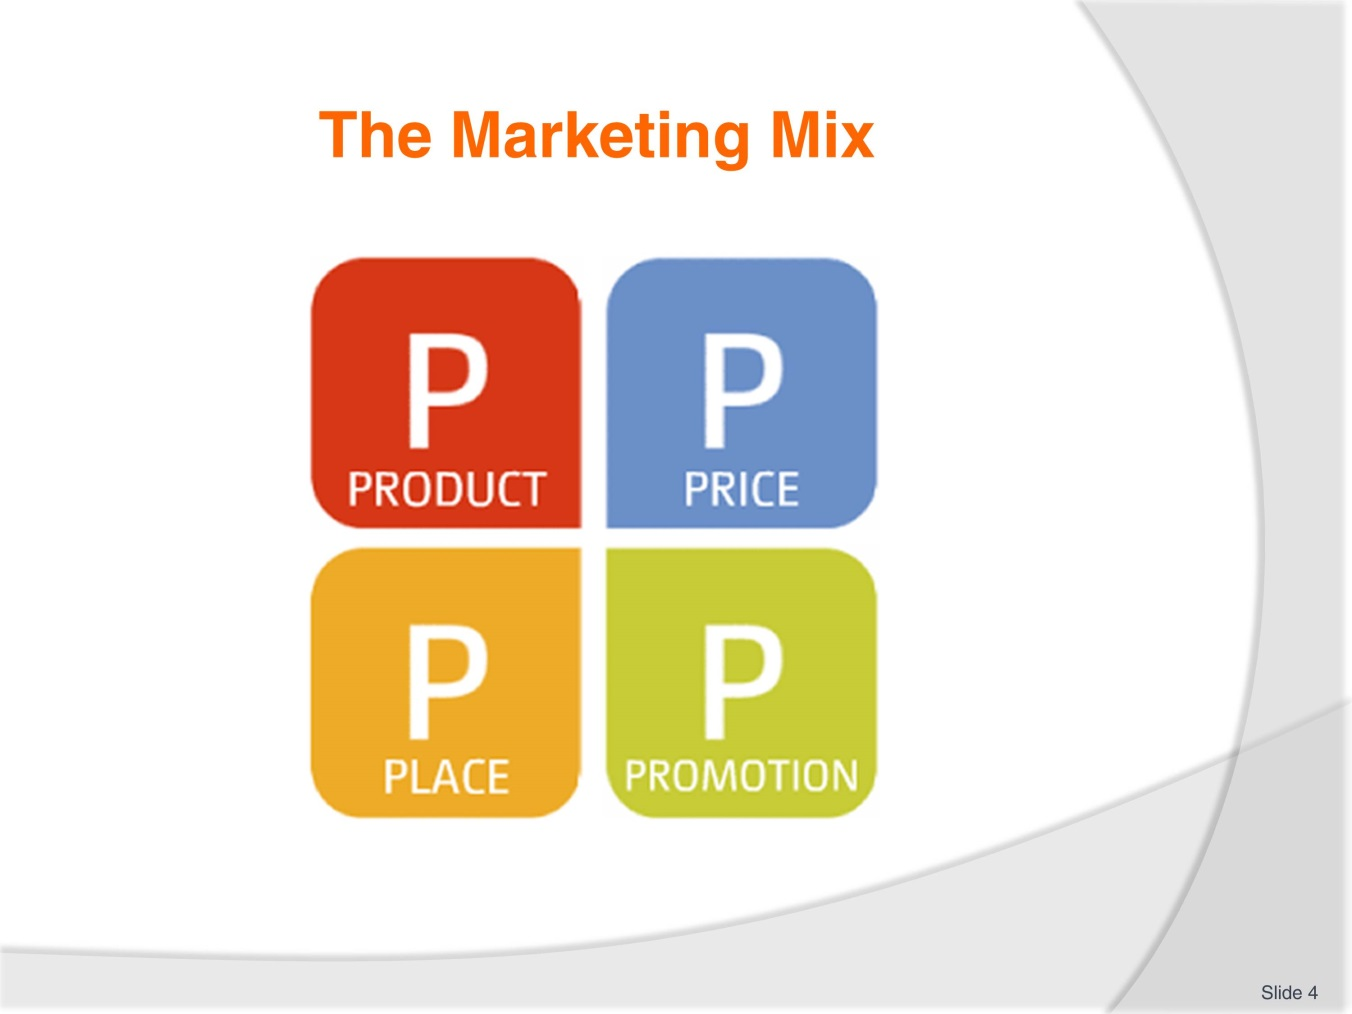 The Marketing Mix
P
PRODUCT
P
PRICE
P
PLACE
P
PROMOTION
Slide 4